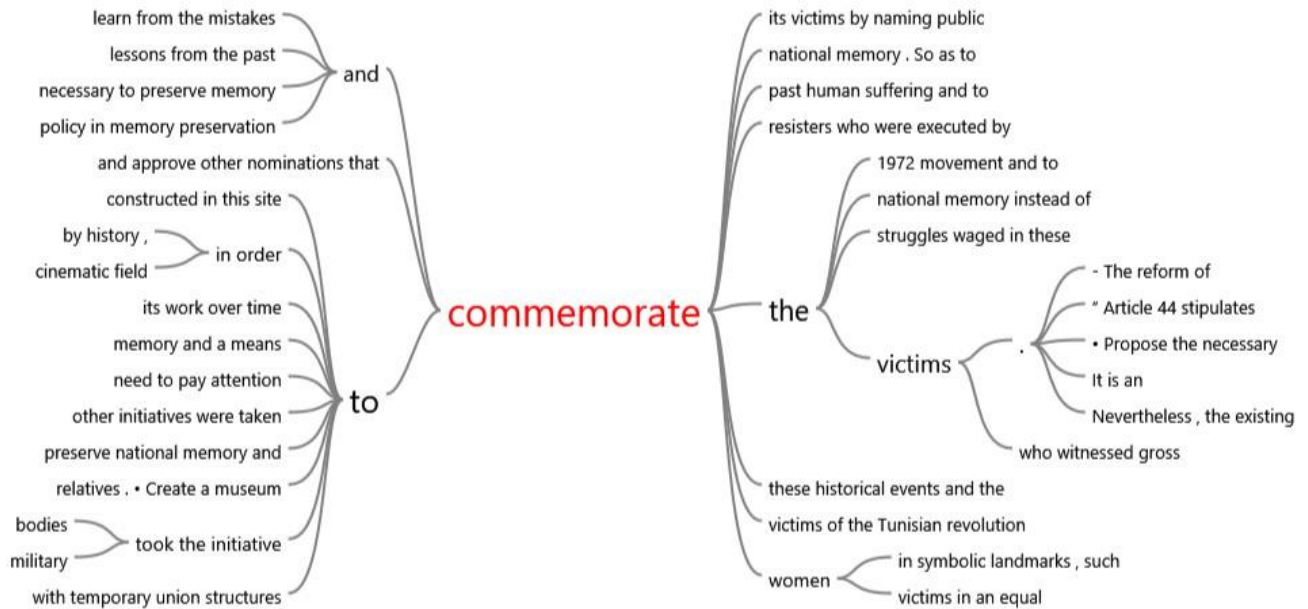 learn from the mistakes
lessons from the past
and
necessary to preserve memory
policy in memory preservation
and approve other nominations that
constructed in this site
by history ,
in order
cinematic field
its work over time
memory and a means
need to pay attention
to
other initiatives were taken
preserve national memory and
relatives . • Create a museum
bodies
took the initiative
military
with temporary union structures
commemorate
its victims by naming public
national memory . So as to
past human suffering and to
resisters who were executed by
the
1972 movement and to
national memory instead of
struggles waged in these
victims
.
- The reform of
" Article 44 stipulates
• Propose the necessary
It is an
Nevertheless , the existing
who witnessed gross
these historical events and the
victims of the Tunisian revolution
women
in symbolic landmarks , such
victims in an equal